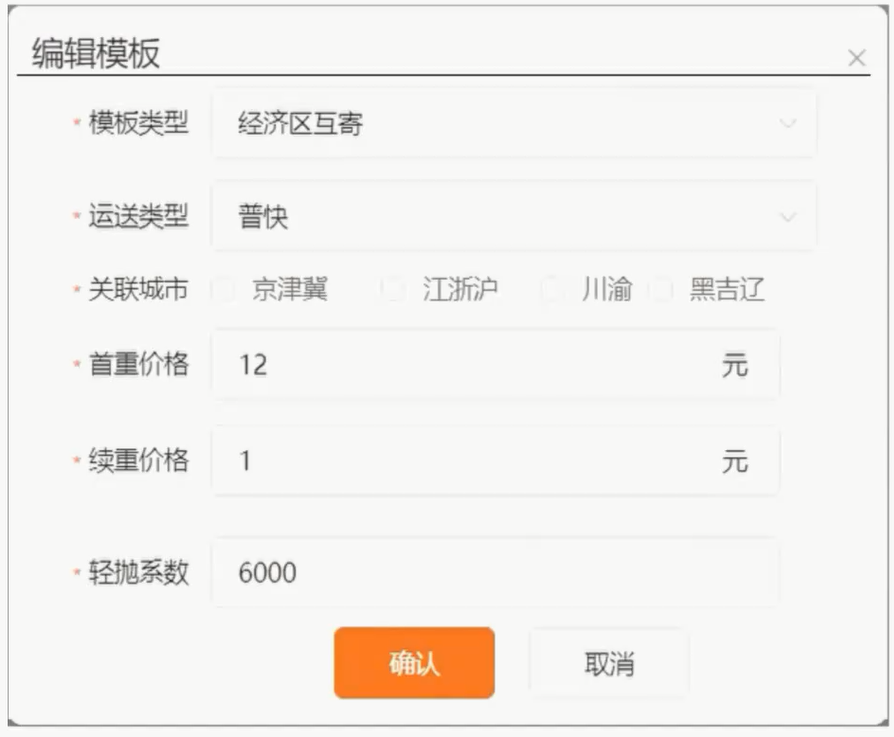 编辑模板
* 模板类型 经济区互寄
* 运送类型 普快
* 关联城市 京津冀 江浙沪 川渝 黑吉辽
* 首重价格 12 元
* 续重价格 1 元
* 轻抛系数 6000
确认 取消